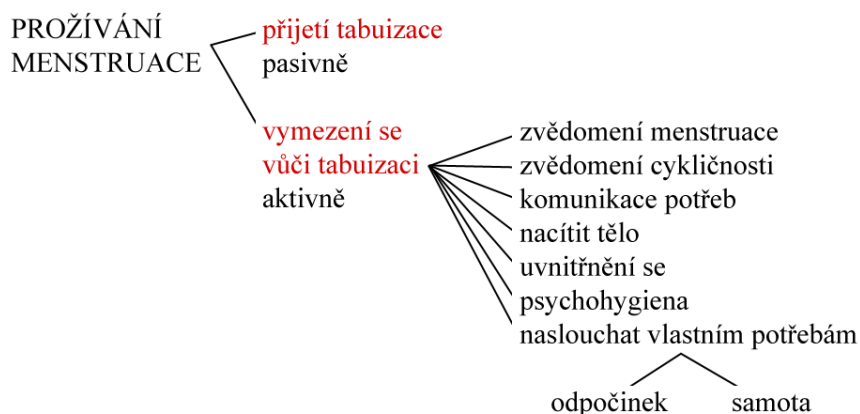 PROŽÍVÁNÍ
MENSTRUACE
přijetí tabuizace
pasivně
vymezení se
vůči tabuizaci
aktivně
zvědomení menstruace
zvědomení cykličnosti
komunikace potřeb
nacítit tělo
uvnitřnění se
psychohygiena
naslouchat vlastním potřebám
odpočinek samota